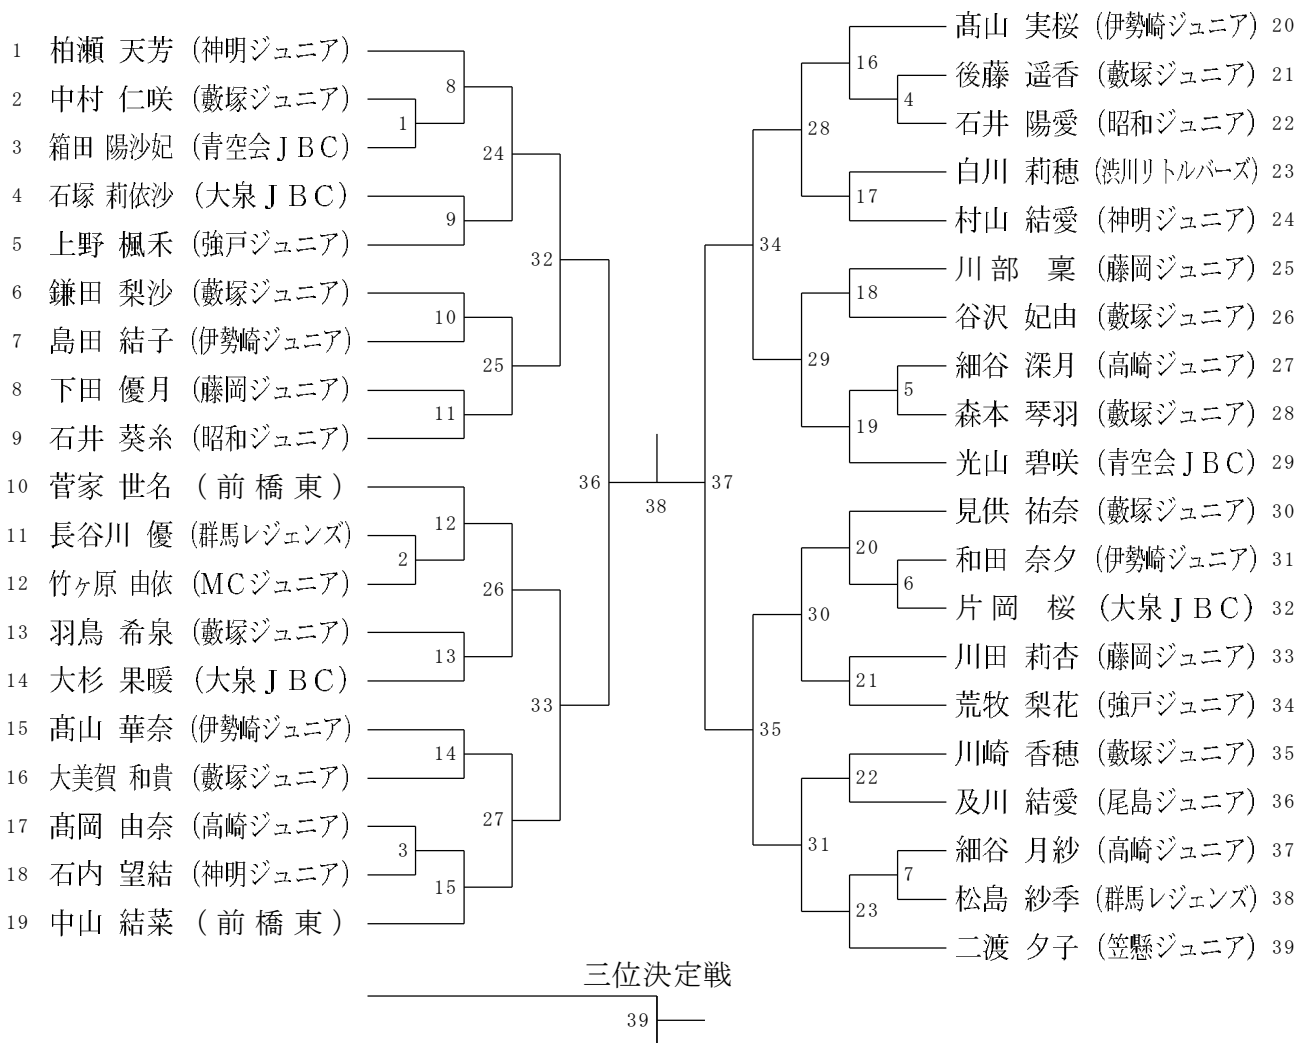 1 柏瀬 天芳 (神明ジュニア)
2 中村 仁咲 (藪塚ジュニア)
3 箱田 陽沙妃 (青空会ＪＢＣ)
4 石塚 莉依沙 (大泉ＪＢＣ)
5 上野 楓禾 (強戸ジュニア)
6 鎌田 梨沙 (藪塚ジュニア)
7 島田 結子 (伊勢崎ジュニア)
8 下田 優月 (藤岡ジュニア)
9 石井 葵糸 (昭和ジュニア)
10 菅家 世名 (前橋東)
11 長谷川 優 (群馬レジェンズ)
12 竹ヶ原 由依 (MCジュニア)
13 羽鳥 希泉 (藪塚ジュニア)
14 大杉 果暖 (大泉ＪＢＣ)
15 髙山 華奈 (伊勢崎ジュニア)
16 大美賀 和貴 (藪塚ジュニア)
17 髙岡 由奈 (高崎ジュニア)
18 石内 望結 (神明ジュニア)
19 中山 結菜 (前橋東)
1
2
3
8
9
10
11
12
13
14
15
24
25
26
27
32
33
36
38
37
34
35
28
29
30
31
16
17
18
19
20
21
22
23
4
5
6
7
髙山 実桜 (伊勢崎ジュニア) 20
後藤 遥香 (藪塚ジュニア) 21
石井 陽愛 (昭和ジュニア) 22
白川 莉穂 (渋川リトルバーズ) 23
村山 結愛 (神明ジュニア) 24
川部 稟 (藤岡ジュニア) 25
谷沢 妃由 (藪塚ジュニア) 26
細谷 深月 (高崎ジュニア) 27
森本 琴羽 (藪塚ジュニア) 28
光山 碧咲 (青空会ＪＢＣ) 29
見供 祐奈 (藪塚ジュニア) 30
和田 奈夕 (伊勢崎ジュニア) 31
片岡 桜 (大泉ＪＢＣ) 32
川田 莉杏 (藤岡ジュニア) 33
荒牧 梨花 (強戸ジュニア) 34
川崎 香穂 (藪塚ジュニア) 35
及川 結愛 (尾島ジュニア) 36
細谷 月紗 (高崎ジュニア) 37
松島 紗季 (群馬レジェンズ) 38
二渡 夕子 (笠懸ジュニア) 39
三位決定戦
39